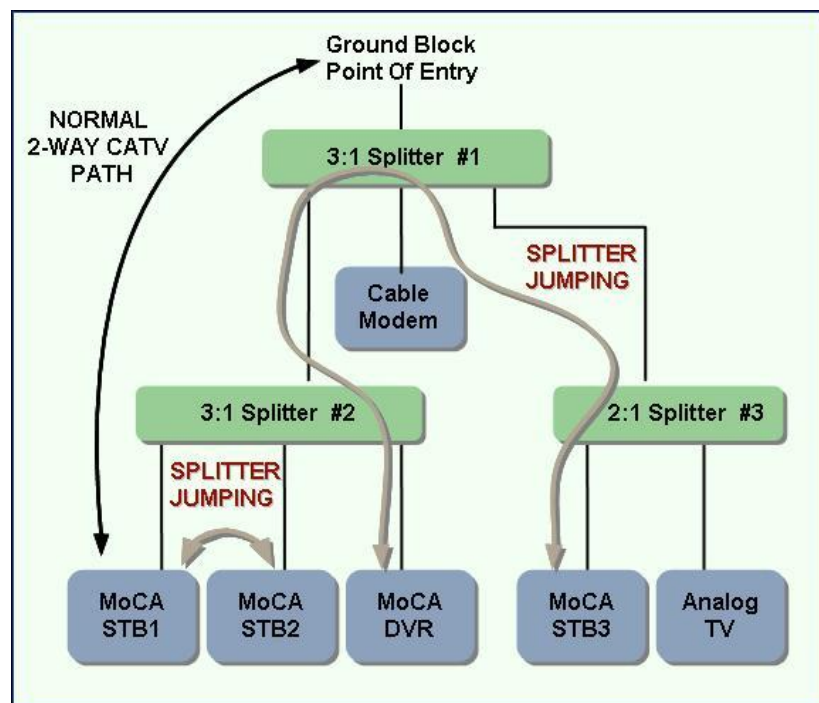 Ground Block
Point Of Entry
NORMAL
2-WAY CATV
PATH
3:1 Splitter #1
SPLITTER
JUMPING
Cable
Modem
3:1 Splitter #2
2:1 Splitter #3
SPLITTER
JUMPING
MoCA
STB1
MoCA
STB2
MoCA
DVR
MoCA
STB3
Analog
TV